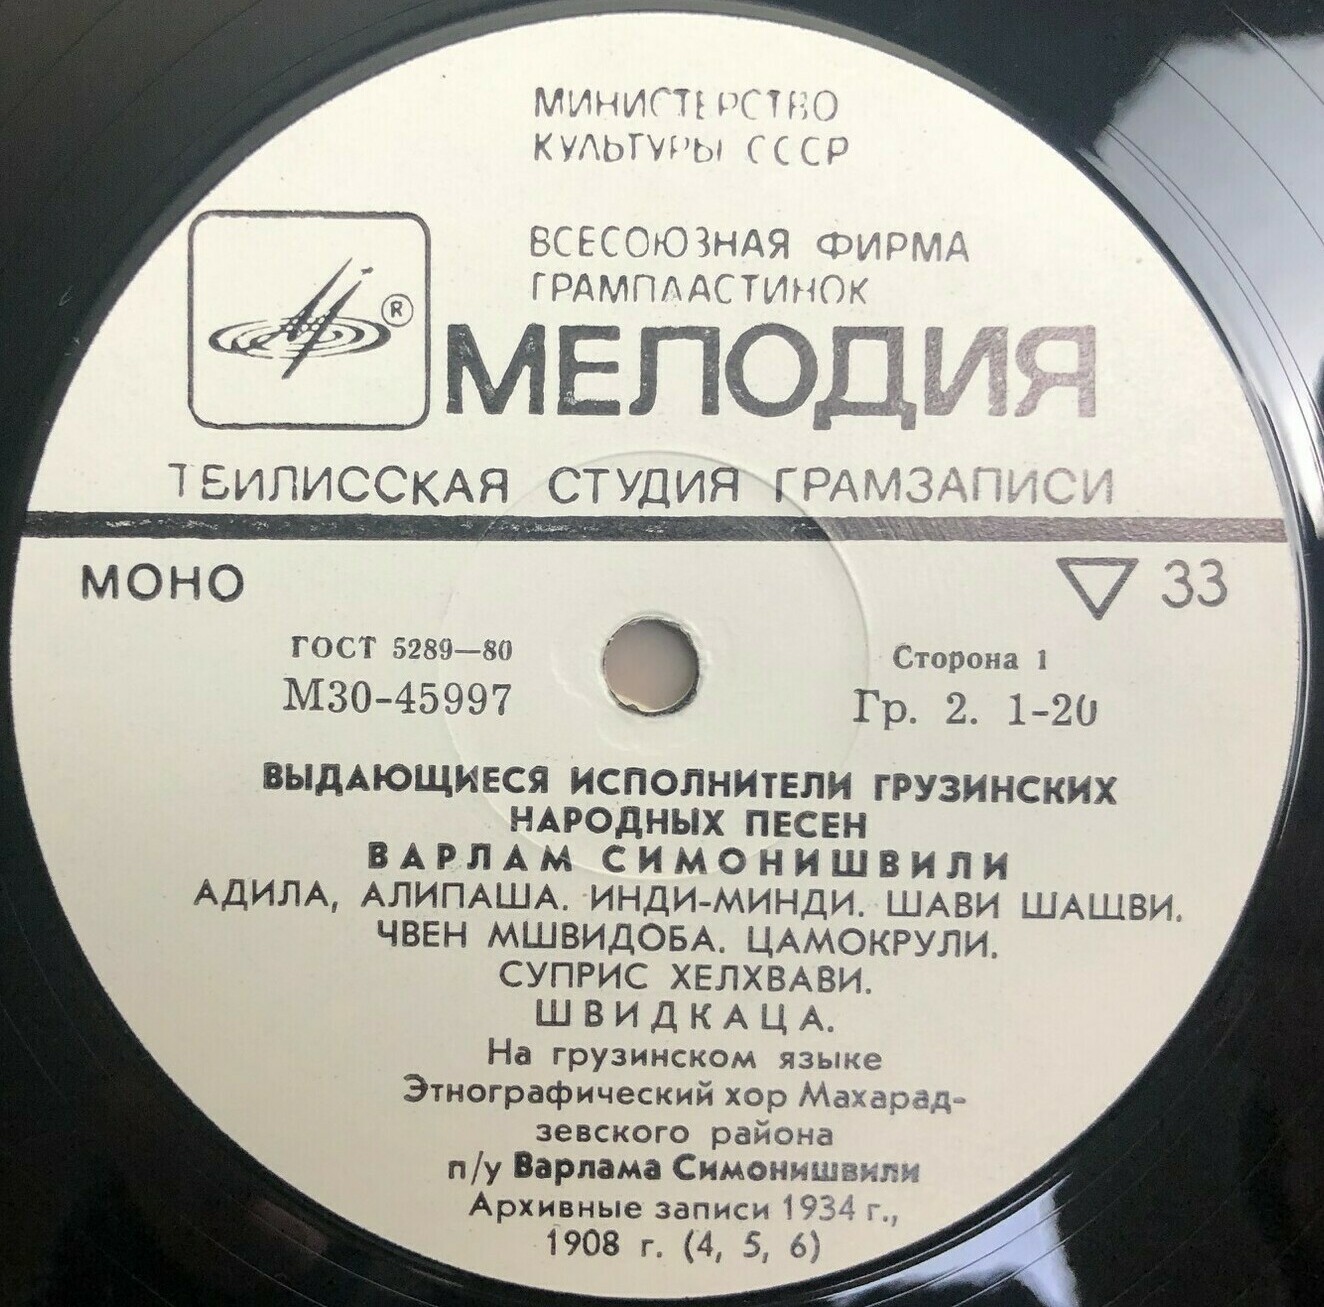 МИНИСТЕРСТВО
КУЛЬТУРЫ СССР
ВСЕСОЮЗНАЯ ФИРМА
ГРАМПЛАСТИНОК
®
МЕЛОДИЯ
ТБИЛИССКАЯ СТУДИЯ ГРАМЗАПИСИ
МОНО
33
ГОСТ 5289—80
Сторона 1
М30-45997
Гр. 2. 1-20
ВЫДАЮЩИЕСЯ ИСПОЛНИТЕЛИ ГРУЗИНСКИХ
НАРОДНЫХ ПЕСЕН
ВАРЛАМ СИМОНИШВИЛИ
АДИЛА, АЛИПАША. ИНДИ-МИНДИ. ШАВИ ШАШВИ.
ЧВЕН МШВИДОБА. ЦАМОКРУЛИ.
СУПРИС ХЕЛХВАВИ.
ШВИДКАЦА.
На грузинском языке
Этнографический хор Махарад-
зевского района
п/у Варлама Симонишвили
Архивные записи 1934 г.,
1908 г. (4, 5, 6)